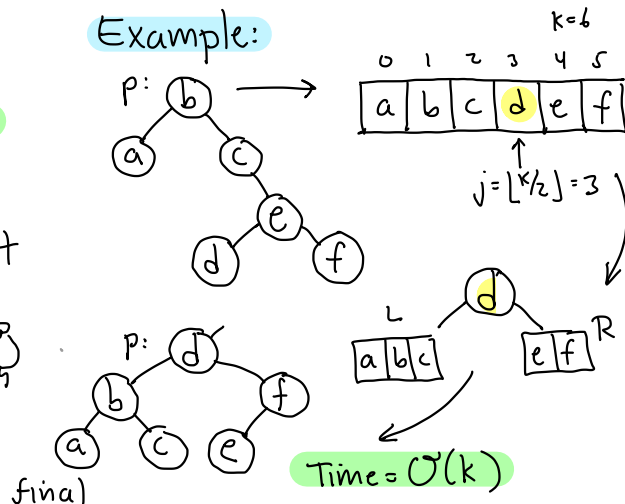 Example:
k=6
p: b
0 1 2 3 4 5
a b c d e f
a c
j=⌊k/2⌋=3
e
d f
d
L R
a b c e f
p: d
b f
a c e
Time=O(k)
final